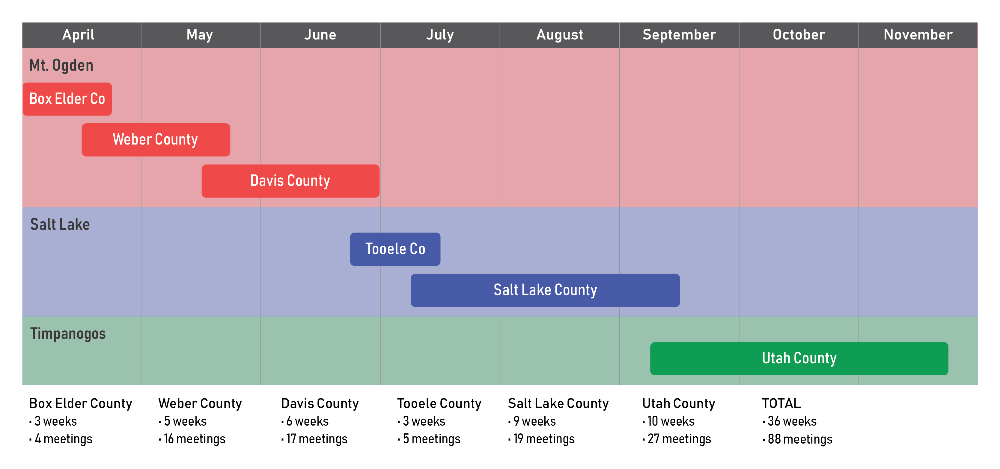 April May June July August September October November
Mt. Ogden
Box Elder Co
Weber County
Davis County
Salt Lake
Tooele Co
Salt Lake County
Timpanogos
Utah County
Box Elder County
· 3 weeks
· 4 meetings
Weber County
· 5 weeks
· 16 meetings
Davis County
· 6 weeks
· 17 meetings
Tooele County
· 3 weeks
· 5 meetings
Salt Lake County
· 9 weeks
· 19 meetings
Utah County
· 10 weeks
· 27 meetings
TOTAL
· 36 weeks
· 88 meetings